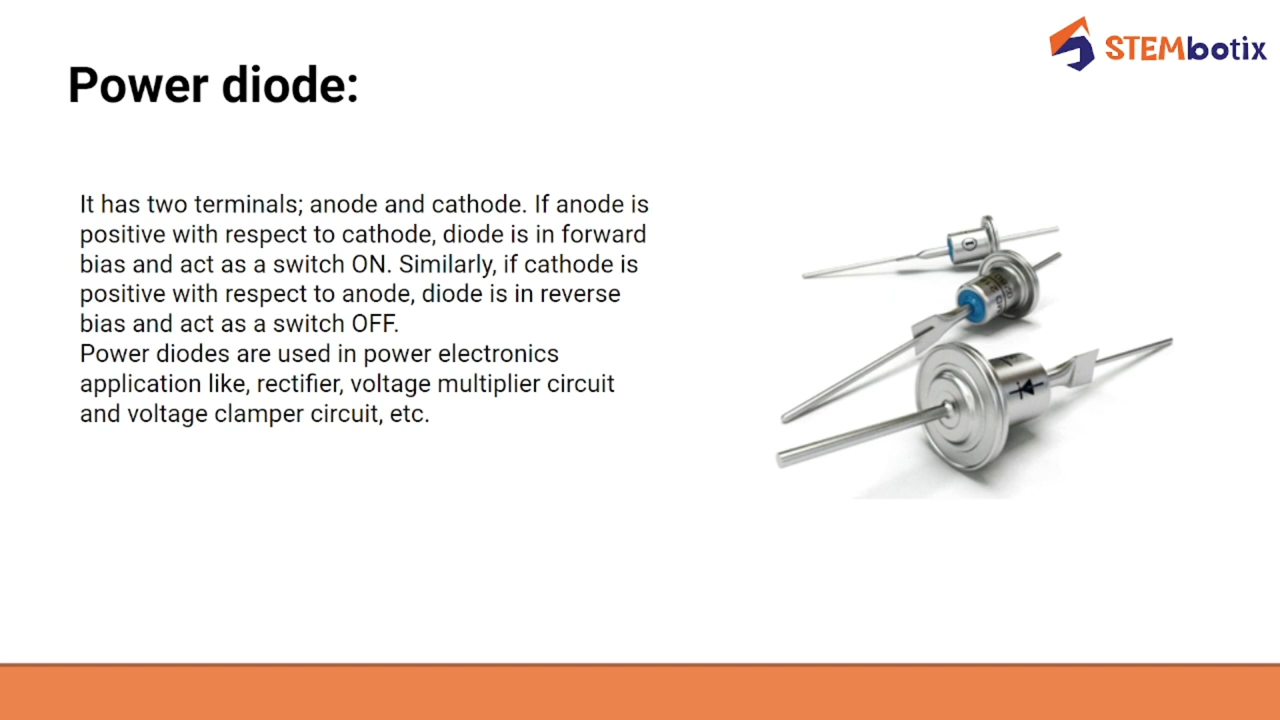 STEMbotix
Power diode:
It has two terminals; anode and cathode. If anode is
positive with respect to cathode, diode is in forward
bias and act as a switch ON. Similarly, if cathode is
positive with respect to anode, diode is in reverse
bias and act as a switch OFF.
Power diodes are used in power electronics
application like, rectifier, voltage multiplier circuit
and voltage clamper circuit, etc.